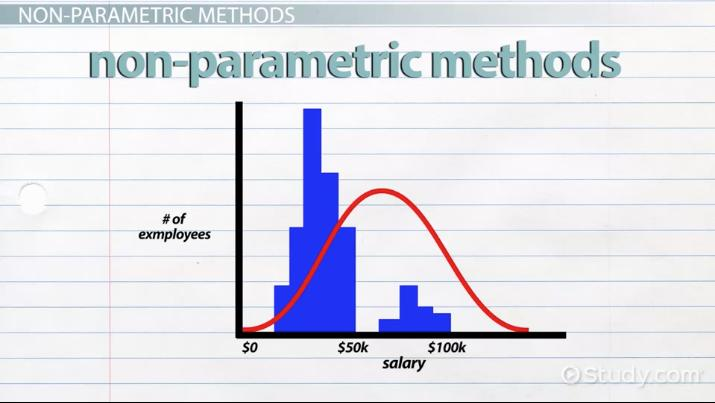 NON-PARAMETRIC METHODS
non-parametric methods
# of
exmployees
$0 $50k $100k
salary
Study.com